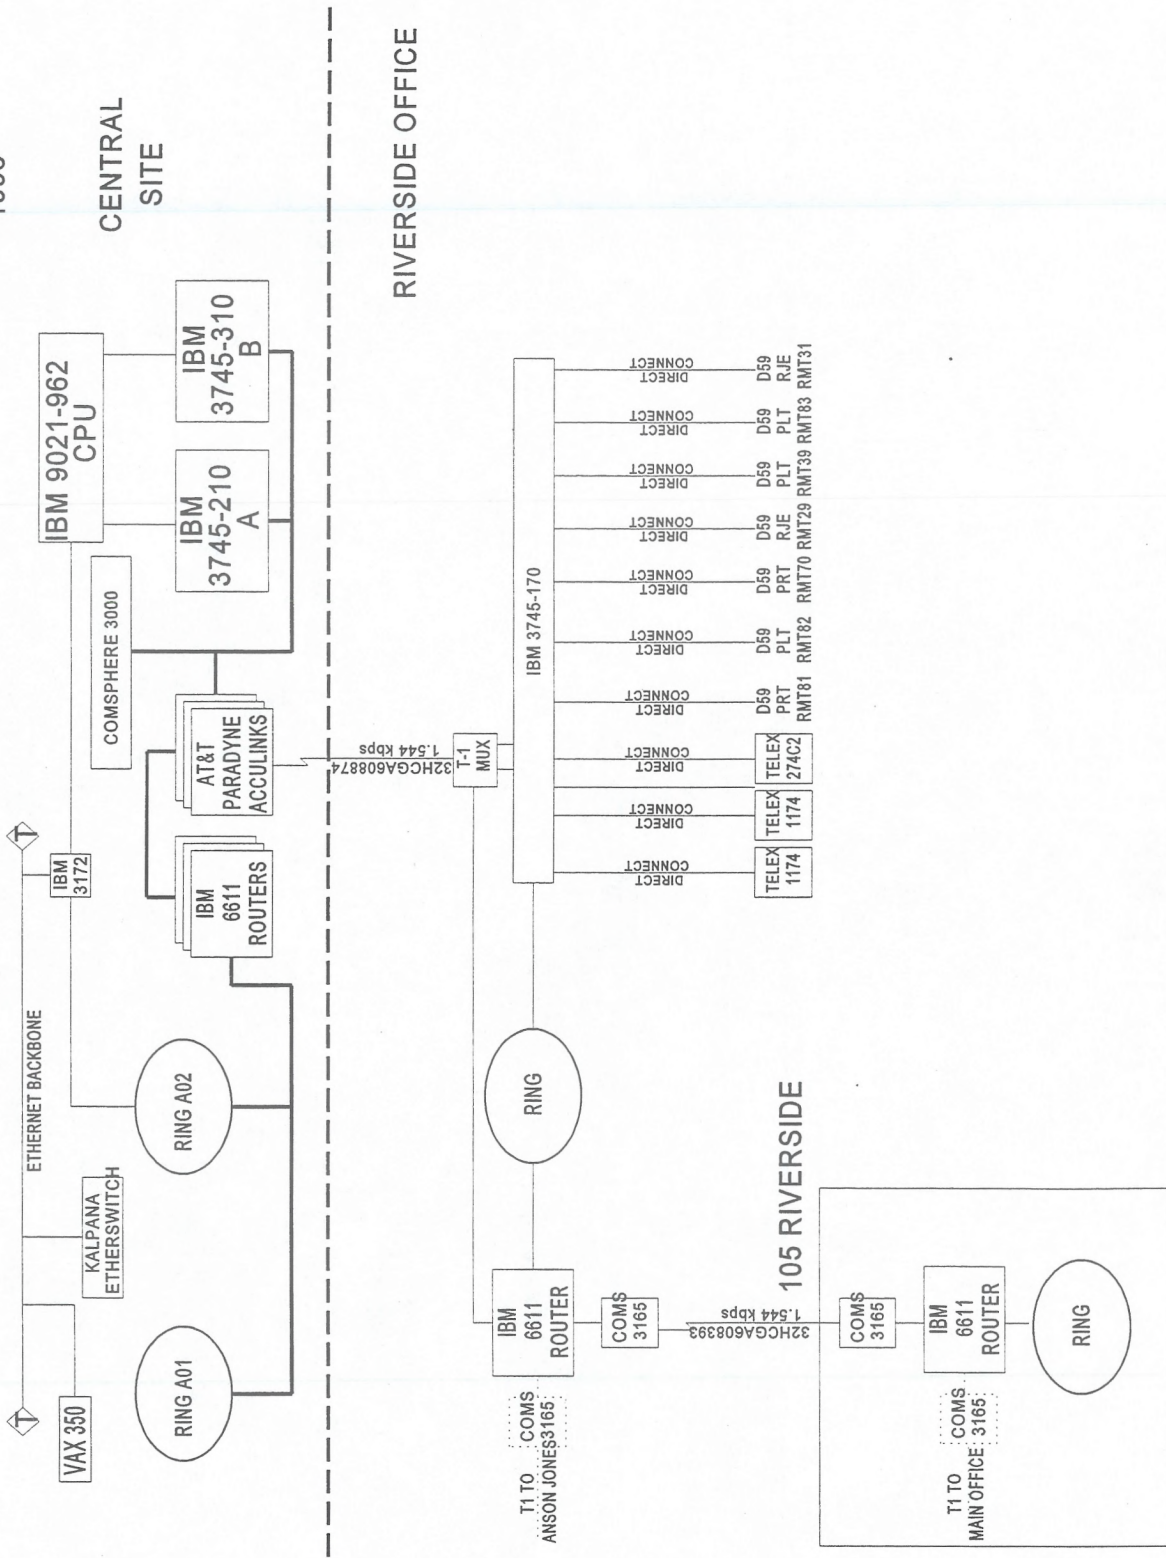 CENTRAL
SITE
ETHERNET BACKBONE
T
T
VAX 350
KALPANA
ETHERSWITCH
IBM
3172
IBM 9021-962
CPU
COMSPHERE 3000
RING A01
RING A02
IBM
6611
ROUTERS
AT&T
PARADYNE
ACCULINKS
IBM
3745-210
A
IBM
3745-310
B
RIVERSIDE OFFICE
32HCGA608874
1.544 kbps
T-1
MUX
IBM 3745-170
RING
IBM
6611
ROUTER
T1 TO
ANSON JONES
COMS
3165
COMS
3165
DIRECT
CONNECT
DIRECT
CONNECT
DIRECT
CONNECT
DIRECT
CONNECT
DIRECT
CONNECT
DIRECT
CONNECT
DIRECT
CONNECT
DIRECT
CONNECT
DIRECT
CONNECT
DIRECT
CONNECT
TELEX
1174
TELEX
1174
TELEX
274C2
D59
PRT
RMT81
D59
PLT
RMT82
D59
PRT
RMT70
D59
RJE
RMT29
D59
PLT
RMT39
D59
PLT
RMT83
D59
RJE
RMT31
105 RIVERSIDE
32HCGA608393
1.544 kbps
COMS
3165
IBM
6611
ROUTER
T1 TO
MAIN OFFICE
COMS
3165
RING